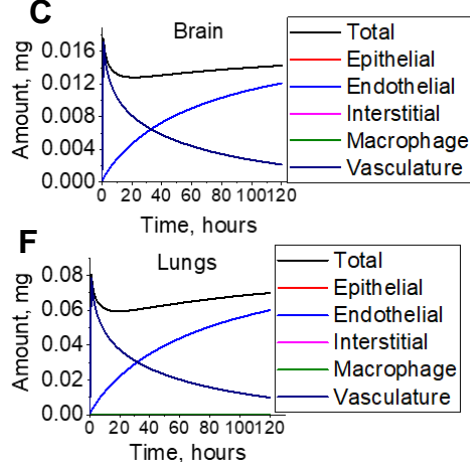 C
Brain
Amount, mg
0.016
0.012
0.008
0.004
0.000
0 20 40 60 80 100 120
Time, hours
Total
Epithelial
Endothelial
Interstitial
Macrophage
Vasculature
F
Lungs
Amount, mg
0.08
0.06
0.04
0.02
0.00
0 20 40 60 80 100 120
Time, hours
Total
Epithelial
Endothelial
Interstitial
Macrophage
Vasculature